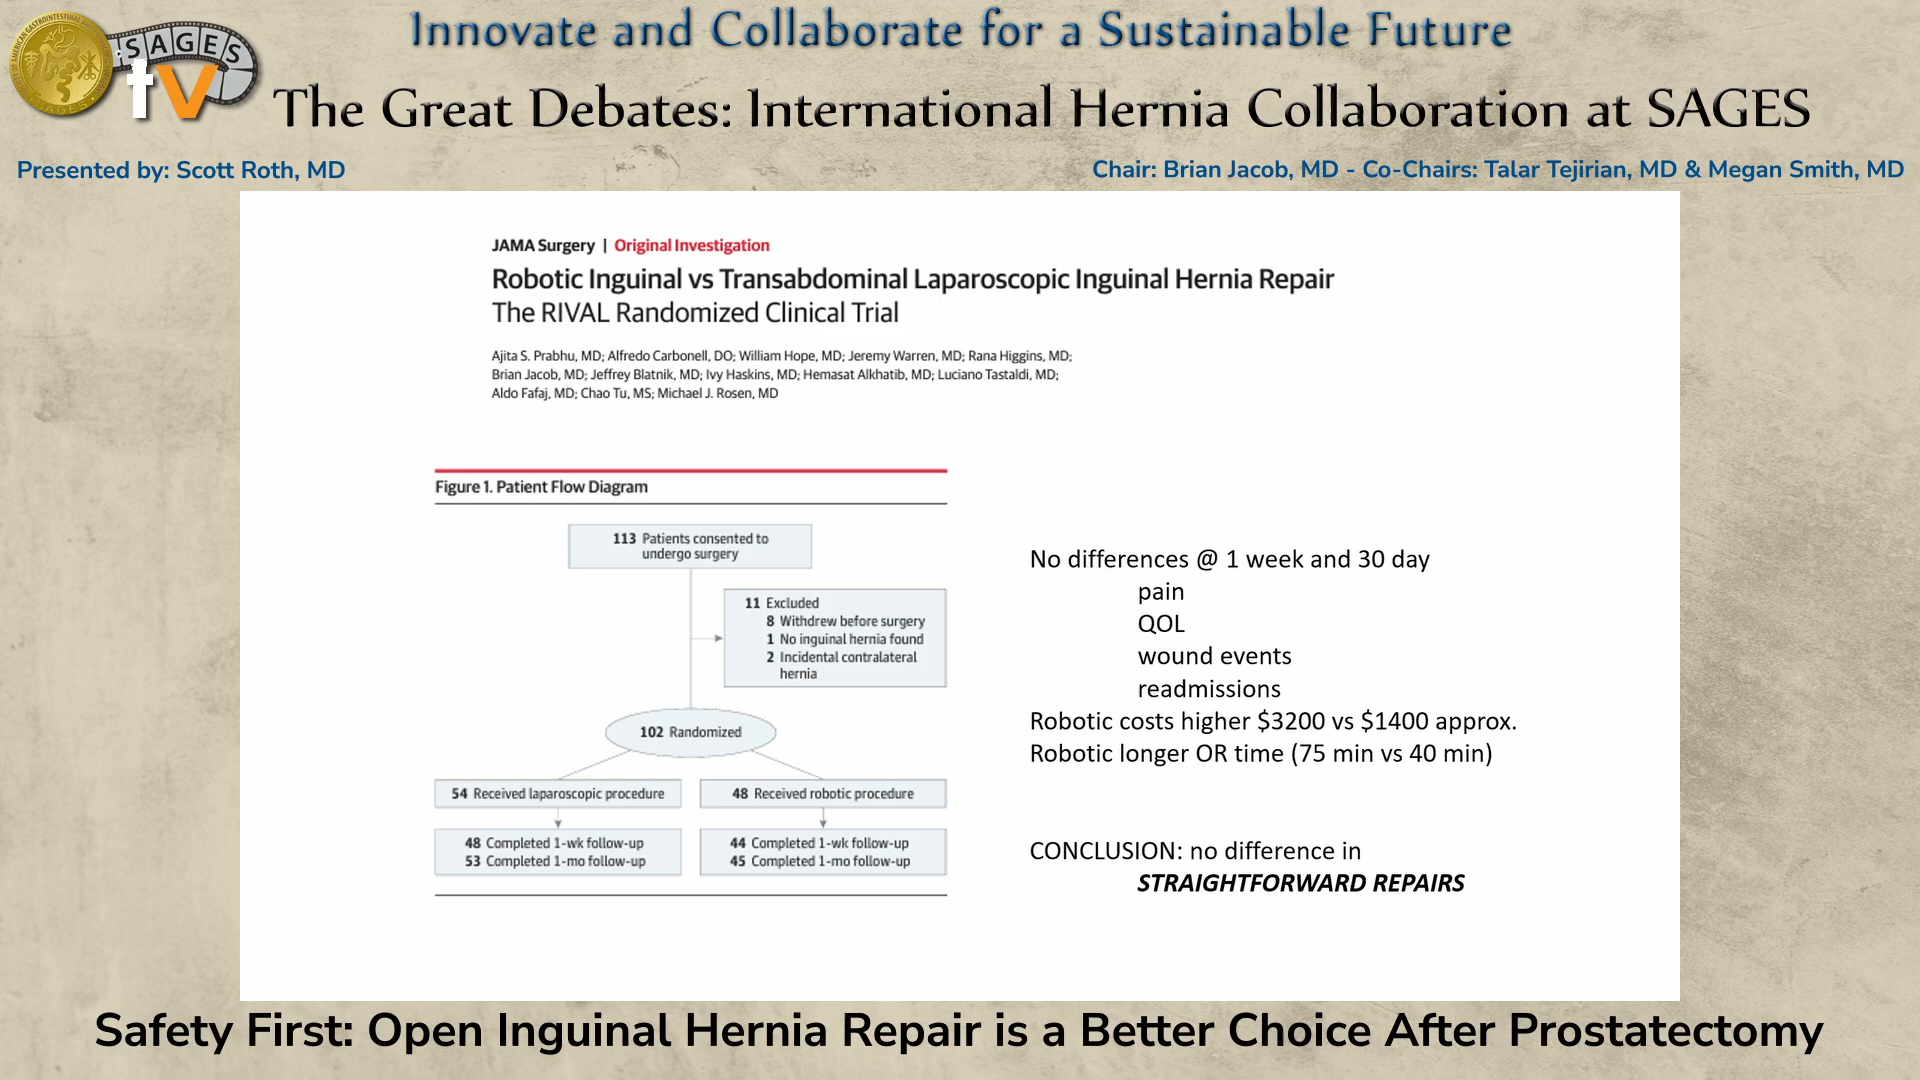 Innovate and Collaborate for a Sustainable Future
SAGES
tv
The Great Debates: International Hernia Collaboration at SAGES
Presented by: Scott Roth, MD
Chair: Brian Jacob, MD - Co-Chairs: Talar Tejirian, MD & Megan Smith, MD
JAMA Surgery | Original Investigation
Robotic Inguinal vs Transabdominal Laparoscopic Inguinal Hernia Repair
The RIVAL Randomized Clinical Trial
Ajita S. Prabhu, MD; Alfredo Carbonell, DO; William Hope, MD; Jeremy Warren, MD; Rana Higgins, MD;
Brian Jacob, MD; Jeffrey Blatnik, MD; Ivy Haskins, MD; Hemasat Alkhatib, MD; Luciano Tastaldi, MD;
Aldo Fafaj, MD; Chao Tu, MS; Michael J. Rosen, MD
Figure 1. Patient Flow Diagram
113 Patients consented to
undergo surgery
11 Excluded
8 Withdrew before surgery
1 No inguinal hernia found
2 Incidental contralateral
hernia
102 Randomized
54 Received laparoscopic procedure
48 Received robotic procedure
48 Completed 1-wk follow-up
53 Completed 1-mo follow-up
44 Completed 1-wk follow-up
45 Completed 1-mo follow-up
No differences @ 1 week and 30 day
pain
QOL
wound events
readmissions
Robotic costs higher $3200 vs $1400 approx.
Robotic longer OR time (75 min vs 40 min)
CONCLUSION: no difference in
STRAIGHTFORWARD REPAIRS
Safety First: Open Inguinal Hernia Repair is a Better Choice After Prostatectomy